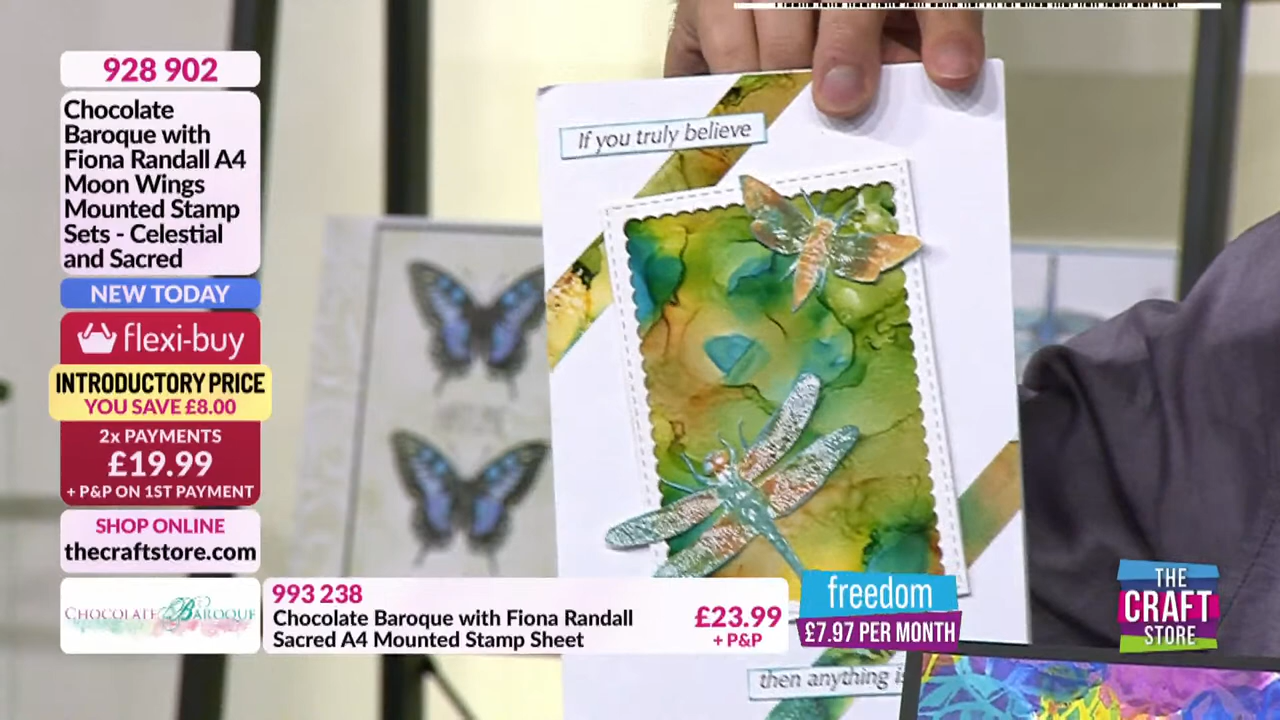 928 902
Chocolate
Baroque with
Fiona Randall A4
Moon Wings
Mounted Stamp
Sets - Celestial
and Sacred
NEW TODAY
flexi-buy
INTRODUCTORY PRICE
YOU SAVE £8.00
2x PAYMENTS
£19.99
+ P&P ON 1ST PAYMENT
SHOP ONLINE
thecraftstore.com
CHOCOLATE BAROQUE
993 238
Chocolate Baroque with Fiona Randall
Sacred A4 Mounted Stamp Sheet
£23.99
+ P&P
freedom
£7.97 PER MONTH
THE
CRAFT
STORE
If you truly believe
then anything is